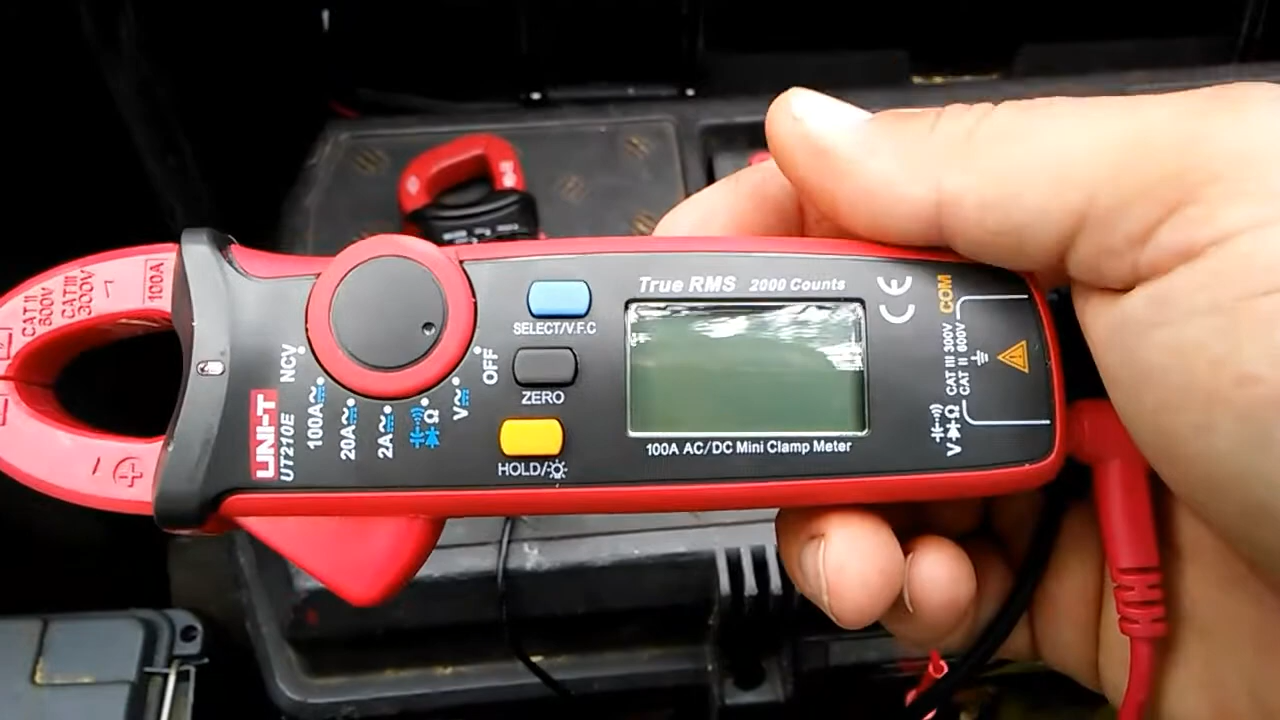 CAT II
600V
CAT III
300V
100A
NCV
100A
20A
2A
Ω
V
OFF
UNI-T
UT210E
SELECT/V.F.C
ZERO
HOLD/
True RMS 2000 Counts
100A AC/DC Mini Clamp Meter
CE
COM
CAT III 300V
CAT II 600V
V Ω